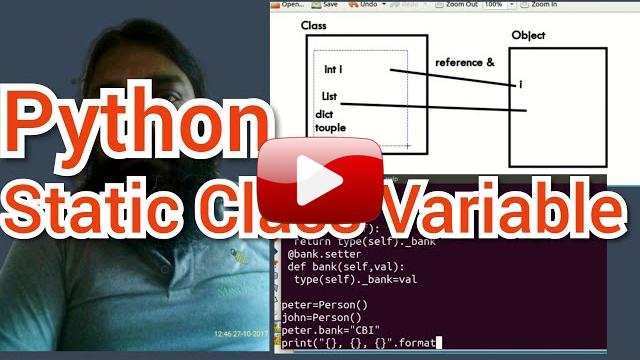 Open...
Save
Undo
100%
Zoom Out
Zoom In
Class
Object
int i
reference &
i
List
dict
touple
Python
Static Class Variable
return type(self)._bank
@bank.setter
def bank(self,val):
type(self)._bank=val
peter=Person()
john=Person()
peter.bank="CBI"
print("{}, {}, {}".format
12:46 27-10-2017